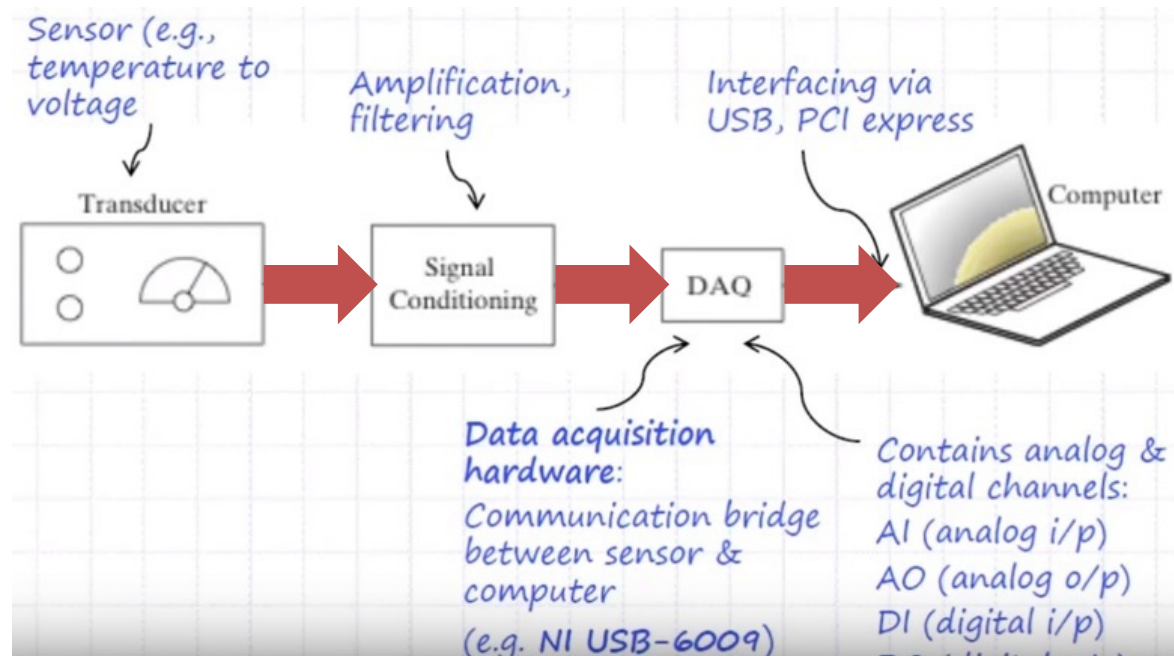 Sensor (e.g.,
temperature to
voltage
Amplification,
filtering
Interfacing via
USB, PCI express
Transducer
Signal
Conditioning
DAQ
Computer
Data acquisition
hardware:
Communication bridge
between sensor &
computer
(e.g. NI USB-6009)
Contains analog &
digital channels:
AI (analog i/p)
AO (analog o/p)
DI (digital i/p)